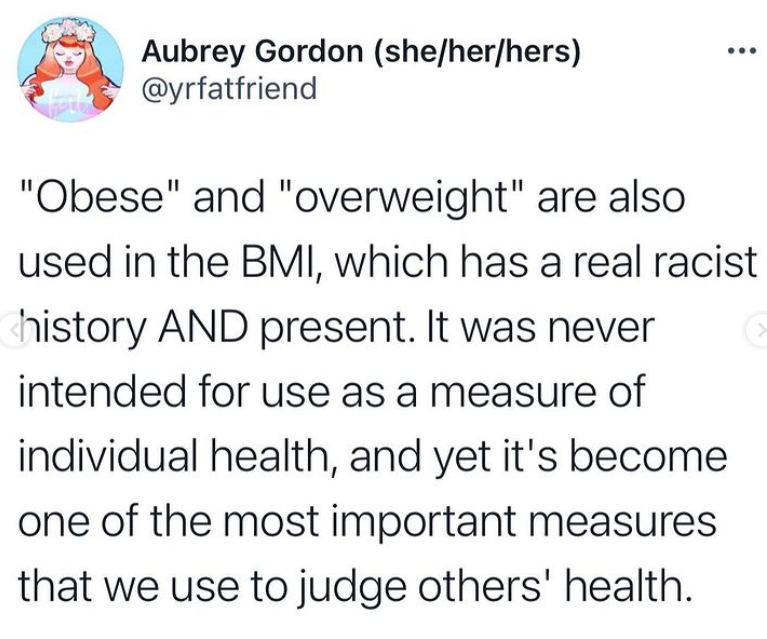 Aubrey Gordon (she/her/hers)
@yrfatfriend
"Obese" and "overweight" are also
used in the BMI, which has a real racist
history AND present. It was never
intended for use as a measure of
individual health, and yet it's become
one of the most important measures
that we use to judge others' health.